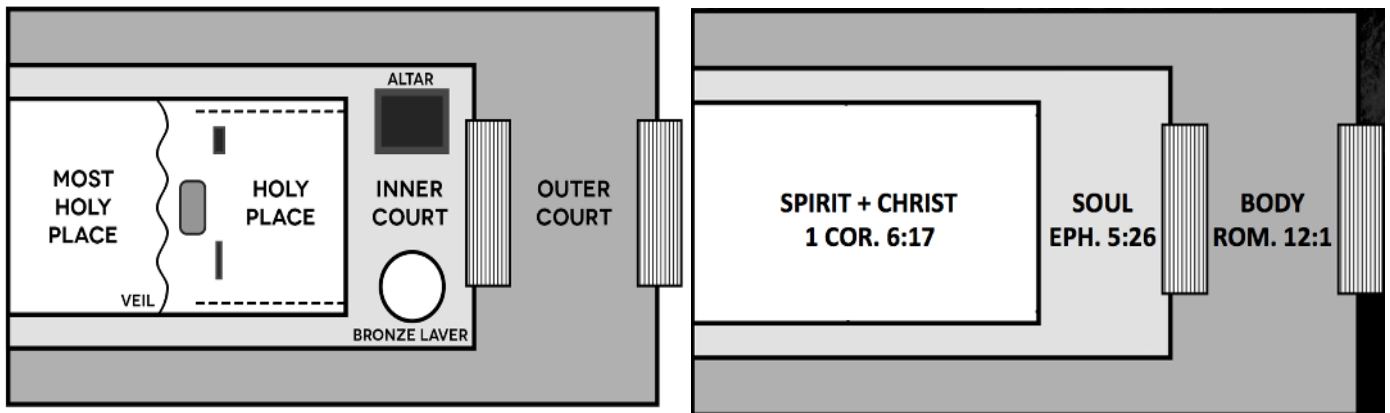 ALTAR
MOST
HOLY
PLACE
HOLY
PLACE
INNER
COURT
OUTER
COURT
VEIL
BRONZE LAVER
SPIRIT + CHRIST
1 COR. 6:17
SOUL
EPH. 5:26
BODY
ROM. 12:1